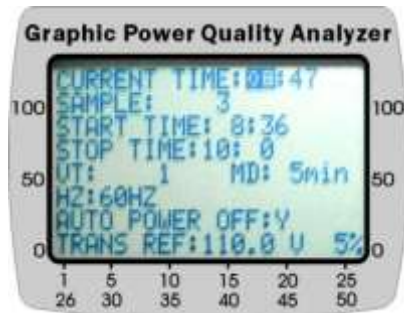 Graphic Power Quality Analyzer
CURRENT TIME: :47
SAMPLE: 3
START TIME: 8:36
STOP TIME:10: 0
VT: 1 MD: 5min
HZ:60HZ
AUTO POWER OFF:Y
TRANS REF:110.0 V 5%
100 100
50 50
0 0
1 5 10 15 20 25
26 30 35 40 45 50